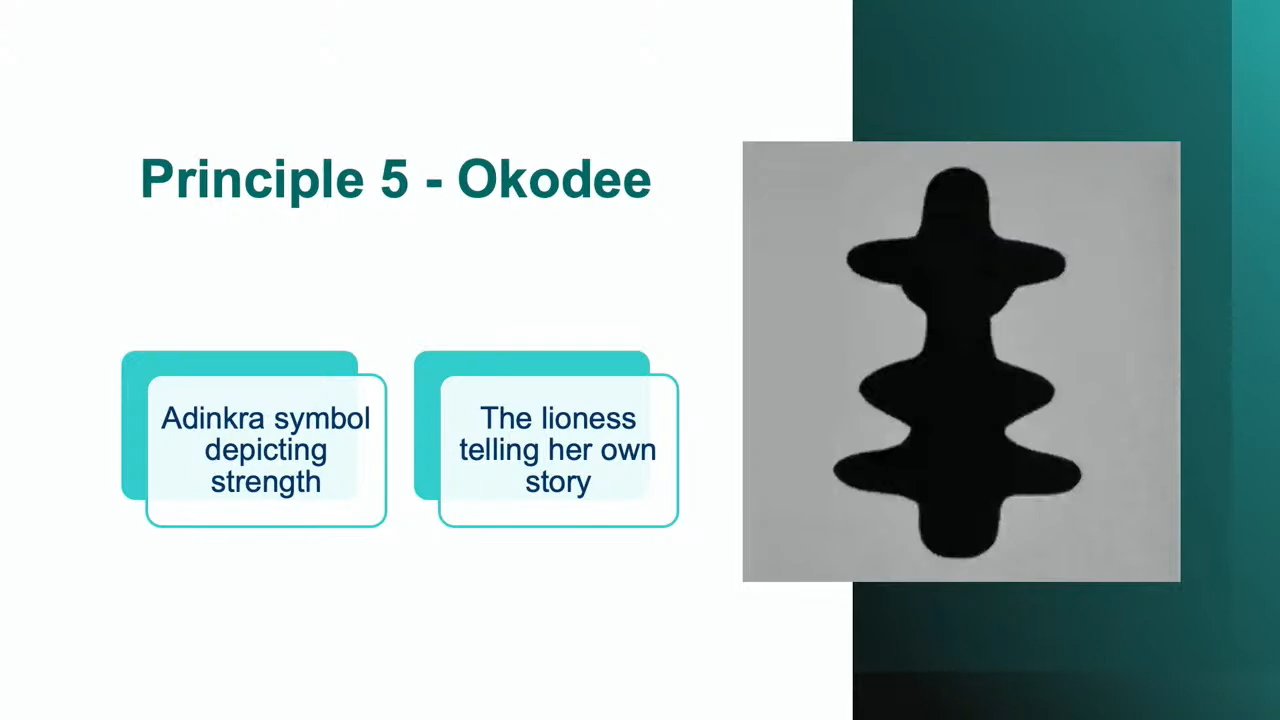 Principle 5 - Okodee
Adinkra symbol
depicting
strength
The lioness
telling her own
story